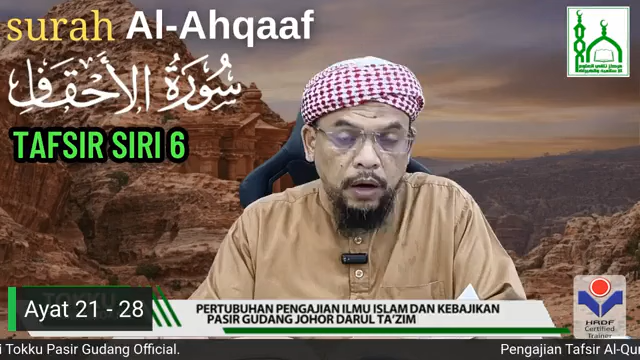 surah Al-Ahqaaf
سُورَةُ الأَحْقَافِ
TAFSIR SIRI 6
Ayat 21 - 28
PERTUBUHAN PENGAJIAN ILMU ISLAM DAN KEBAJIKAN
PASIR GUDANG JOHOR DARUL TA'ZIM
HRDF
Certified
Trainer
i Tokku Pasir Gudang Official.
Pengajian Tafsir Al-Qur